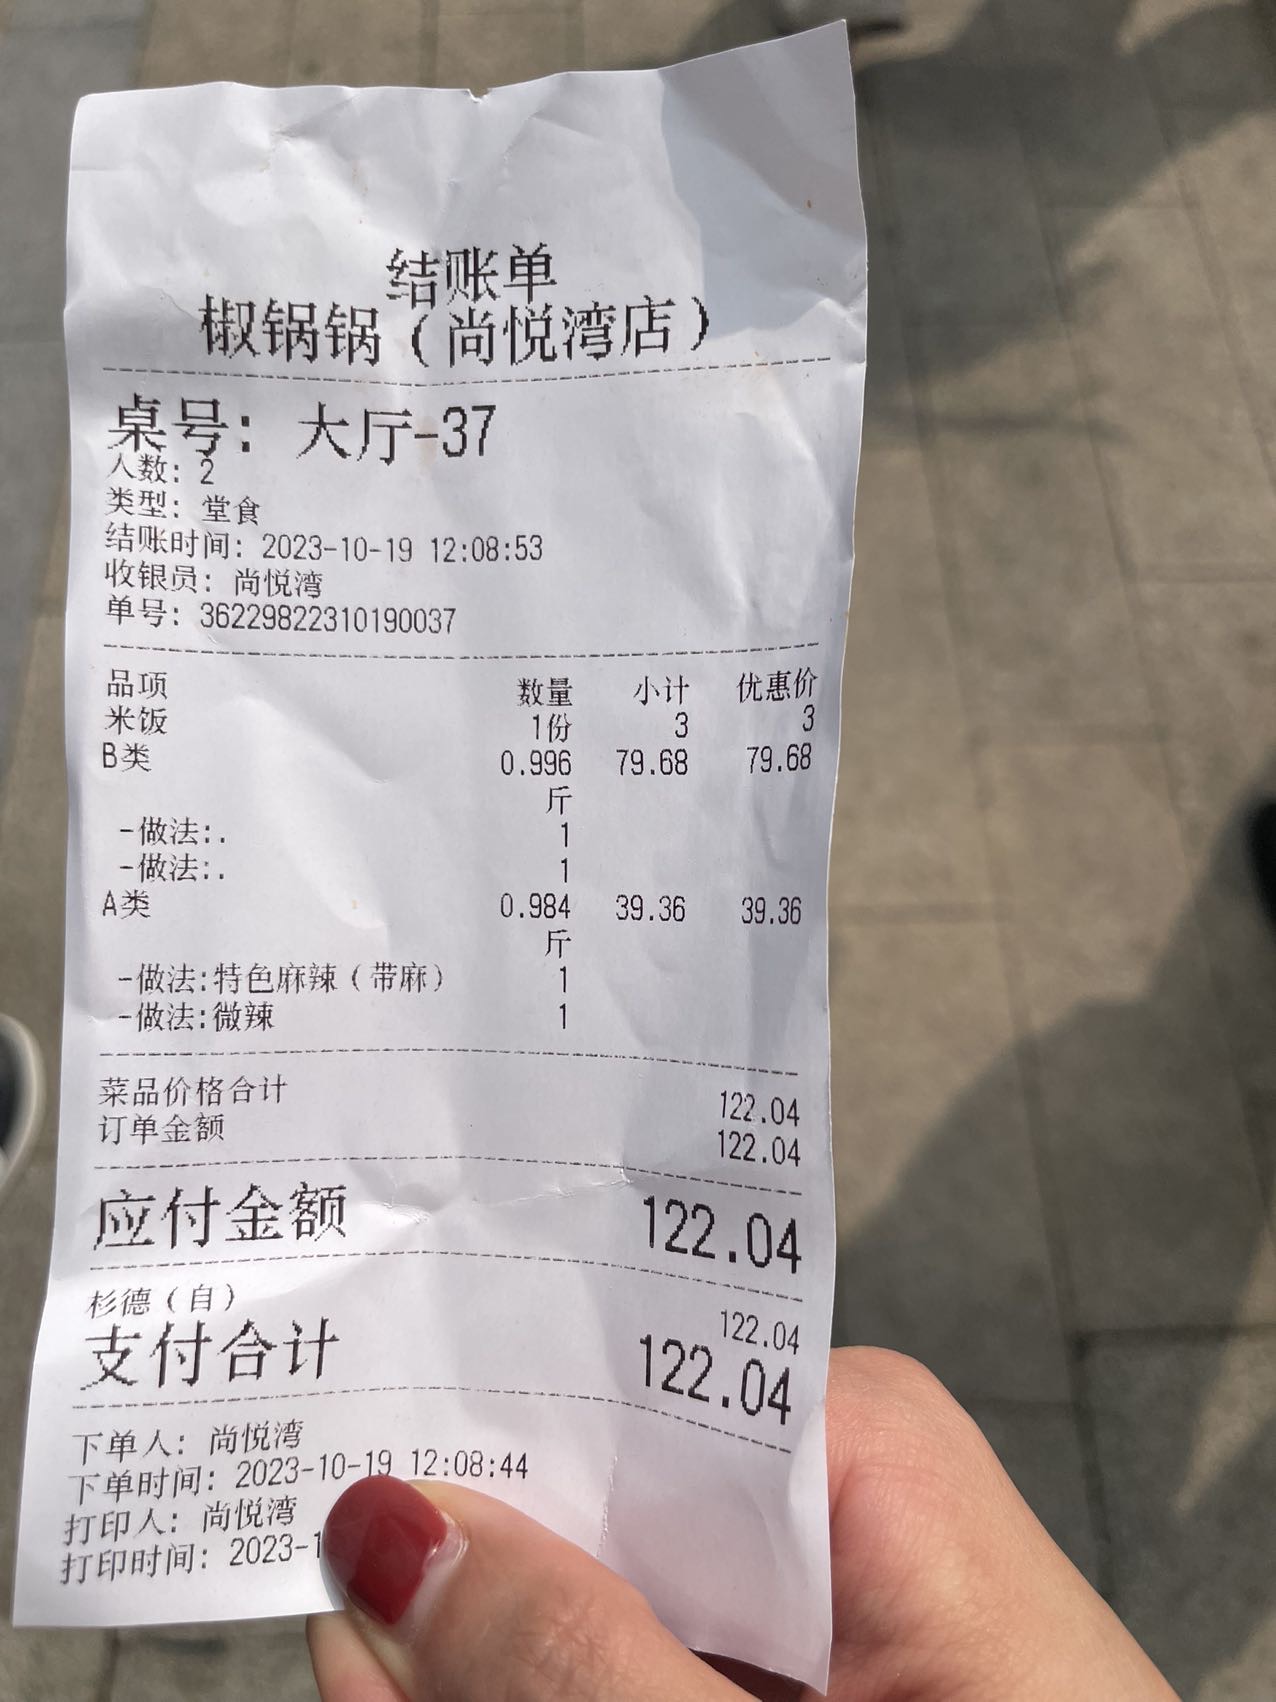 结账单
椒锅锅（尚悦湾店）
桌号：大厅-37
人数：2
类型：堂食
结账时间：2023-10-19 12:08:53
收银员：尚悦湾
单号：36229822310190037
品项 数量 小计 优惠价
米饭 1份 3 3
B类 0.996 79.68 79.68
斤
-做法:. 1
-做法:. 1
A类 0.984 39.36 39.36
斤
-做法:特色麻辣（带麻） 1
-做法:微辣 1
菜品价格合计 122.04
订单金额 122.04
应付金额 122.04
杉德（自） 122.04
支付合计 122.04
下单人：尚悦湾
下单时间：2023-10-19 12:08:44
打印人：尚悦湾
打印时间：2023-1